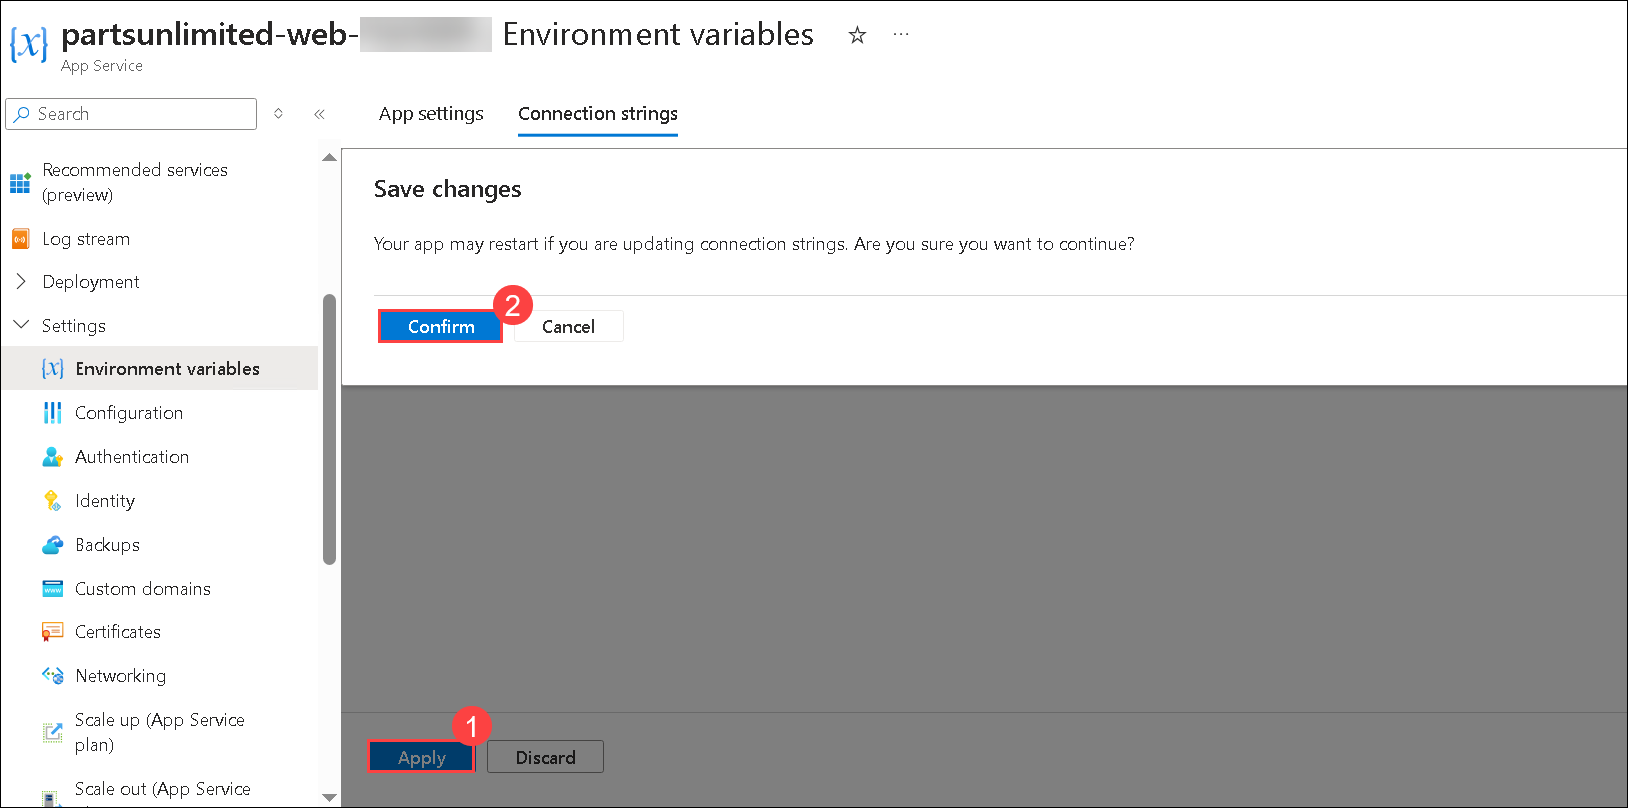 partsunlimited-web- Environment variables
App Service
Search
App settings
Connection strings
Recommended services
(preview)
Log stream
Deployment
Settings
Environment variables
Configuration
Authentication
Identity
Backups
Custom domains
Certificates
Networking
Scale up (App Service
plan)
Scale out (App Service
Save changes
Your app may restart if you are updating connection strings. Are you sure you want to continue?
2
Confirm
Cancel
1
Apply
Discard